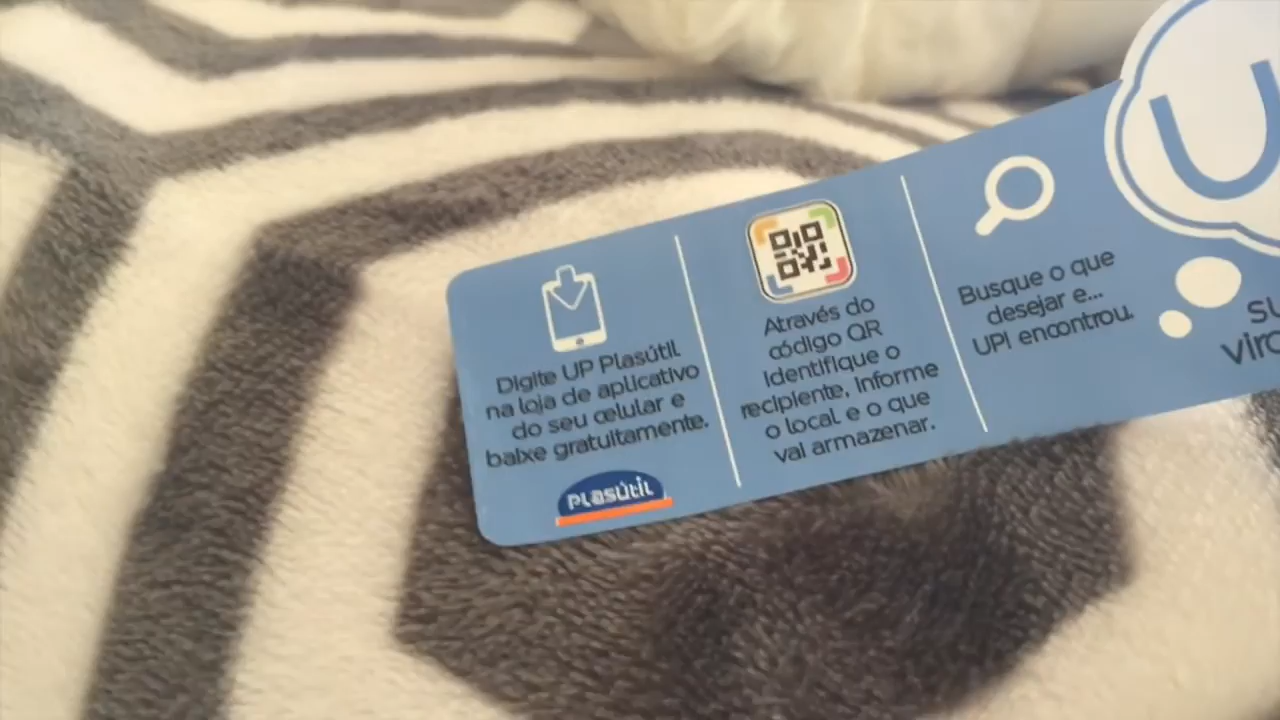 Digite UP Plasútil
na loja de aplicativo
do seu celular e
baixe gratuitamente.
PLASÚTIL
Através do
código QR
identifique o
recipiente, informe
o local e o que
vai armazenar.
Busque o que
desejar e...
UP! encontrou.
U